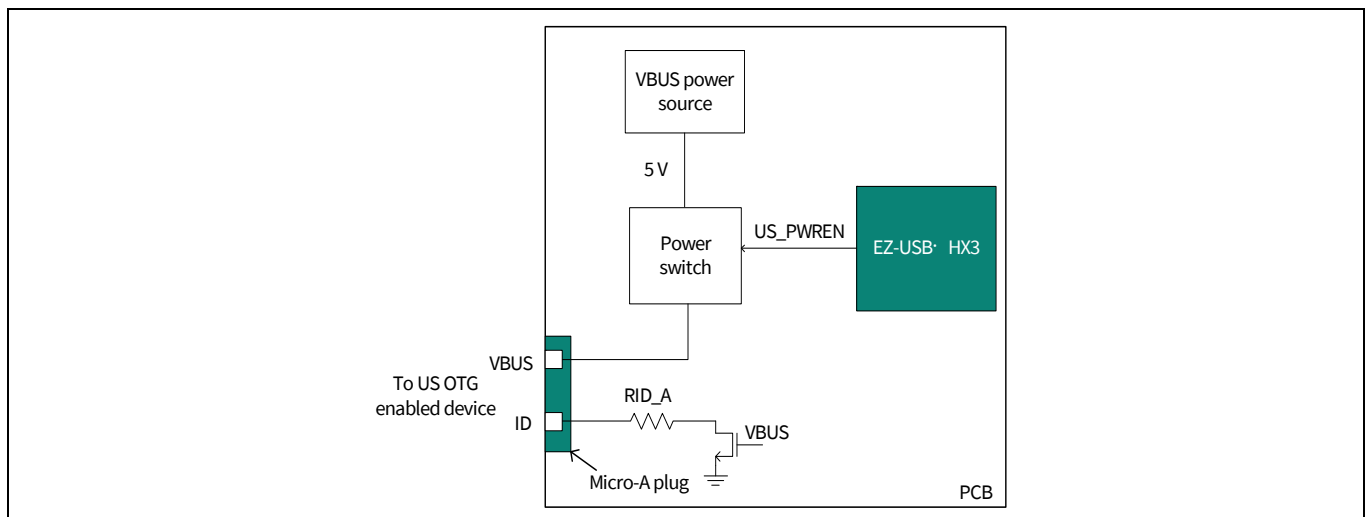 VBUS power
source
5 V
Power
switch
US_PWREN
EZ-USB· HX3
VBUS
To US OTG
enabled device
ID
RID_A
VBUS
Micro-A plug
PCB